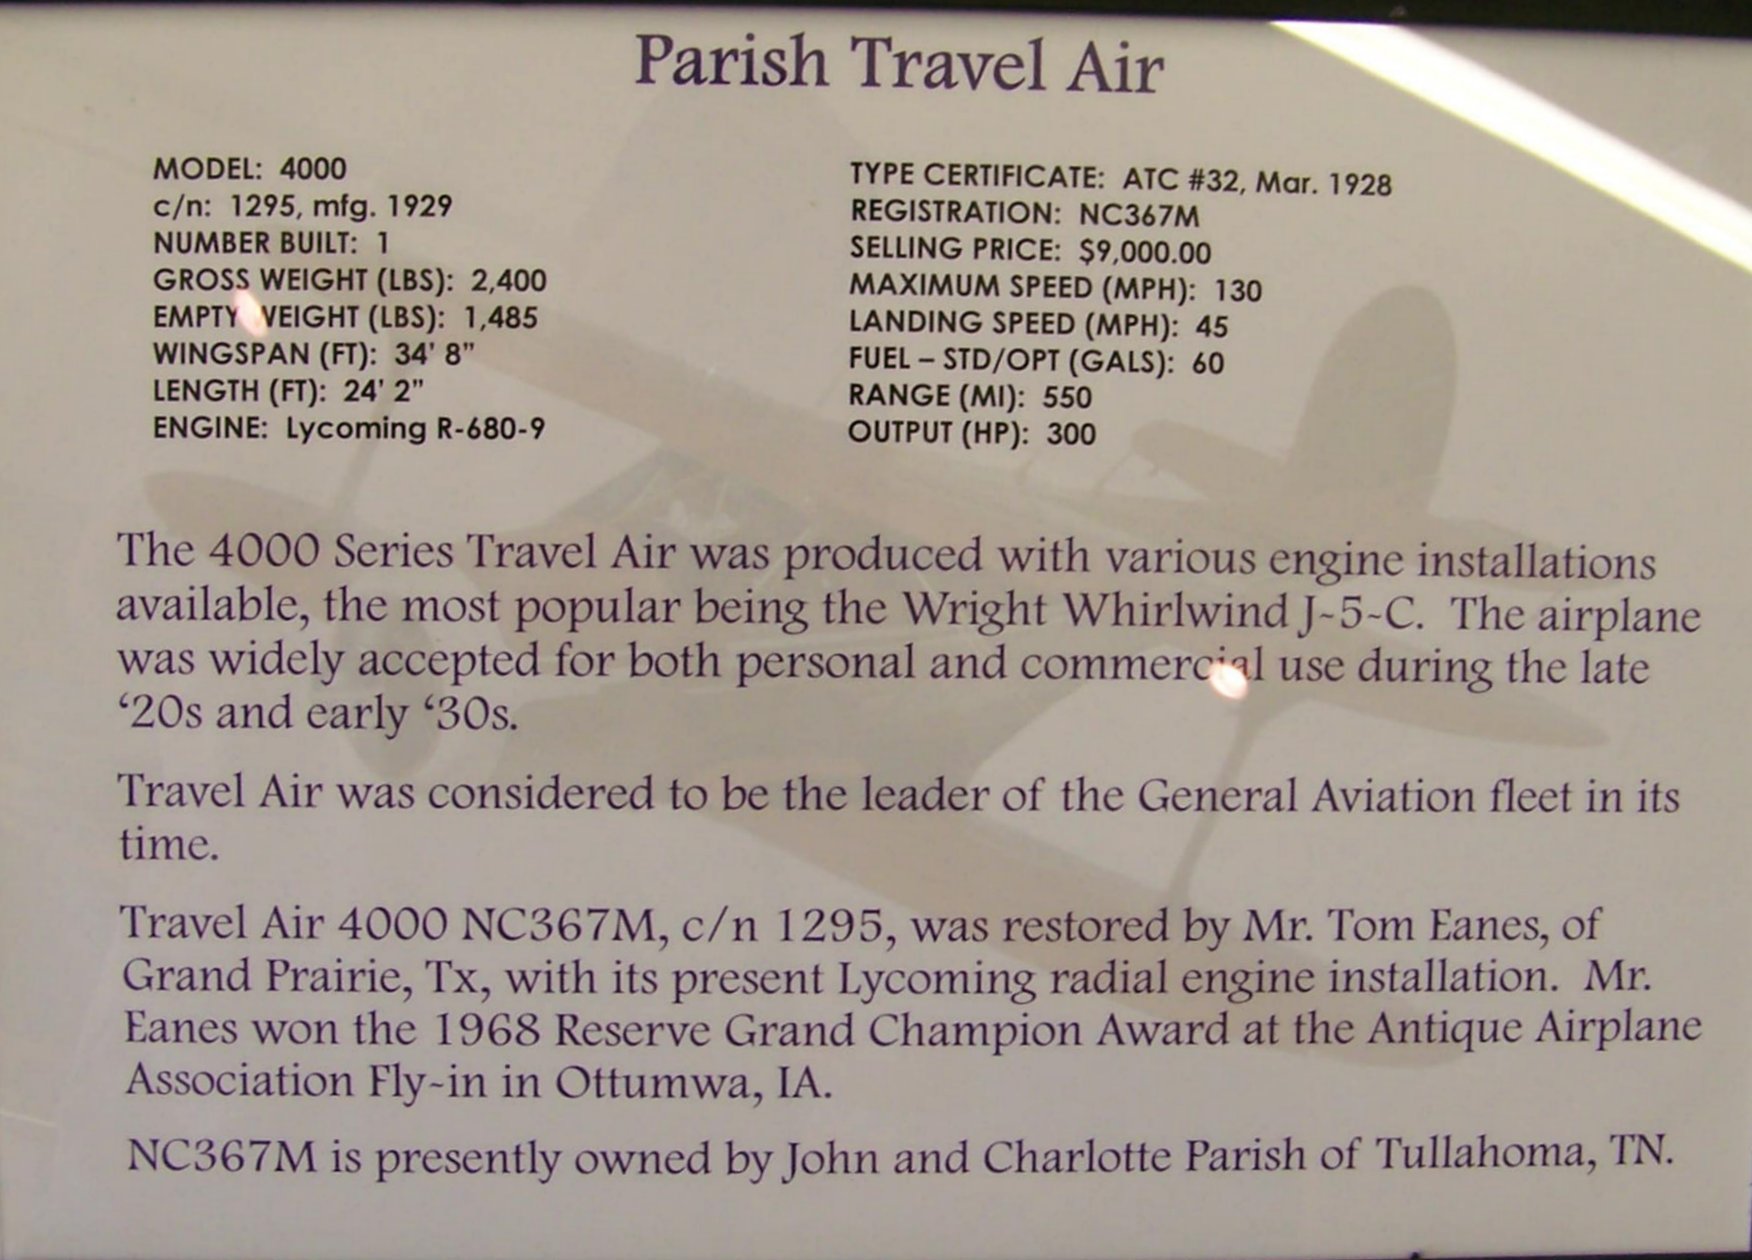 Parish Travel Air
MODEL: 4000
c/n: 1295, mfg. 1929
NUMBER BUILT: 1
GROSS WEIGHT (LBS): 2,400
EMPTY WEIGHT (LBS): 1,485
WINGSPAN (FT): 34' 8"
LENGTH (FT): 24' 2"
ENGINE: Lycoming R-680-9
TYPE CERTIFICATE: ATC #32, Mar. 1928
REGISTRATION: NC367M
SELLING PRICE: $9,000.00
MAXIMUM SPEED (MPH): 130
LANDING SPEED (MPH): 45
FUEL – STD/OPT (GALS): 60
RANGE (MI): 550
OUTPUT (HP): 300
The 4000 Series Travel Air was produced with various engine installations
available, the most popular being the Wright Whirlwind J-5-C. The airplane
was widely accepted for both personal and commercial use during the late
‘20s and early ‘30s.
Travel Air was considered to be the leader of the General Aviation fleet in its
time.
Travel Air 4000 NC367M, c/n 1295, was restored by Mr. Tom Eanes, of
Grand Prairie, Tx, with its present Lycoming radial engine installation. Mr.
Eanes won the 1968 Reserve Grand Champion Award at the Antique Airplane
Association Fly-in in Ottumwa, IA.
NC367M is presently owned by John and Charlotte Parish of Tullahoma, TN.